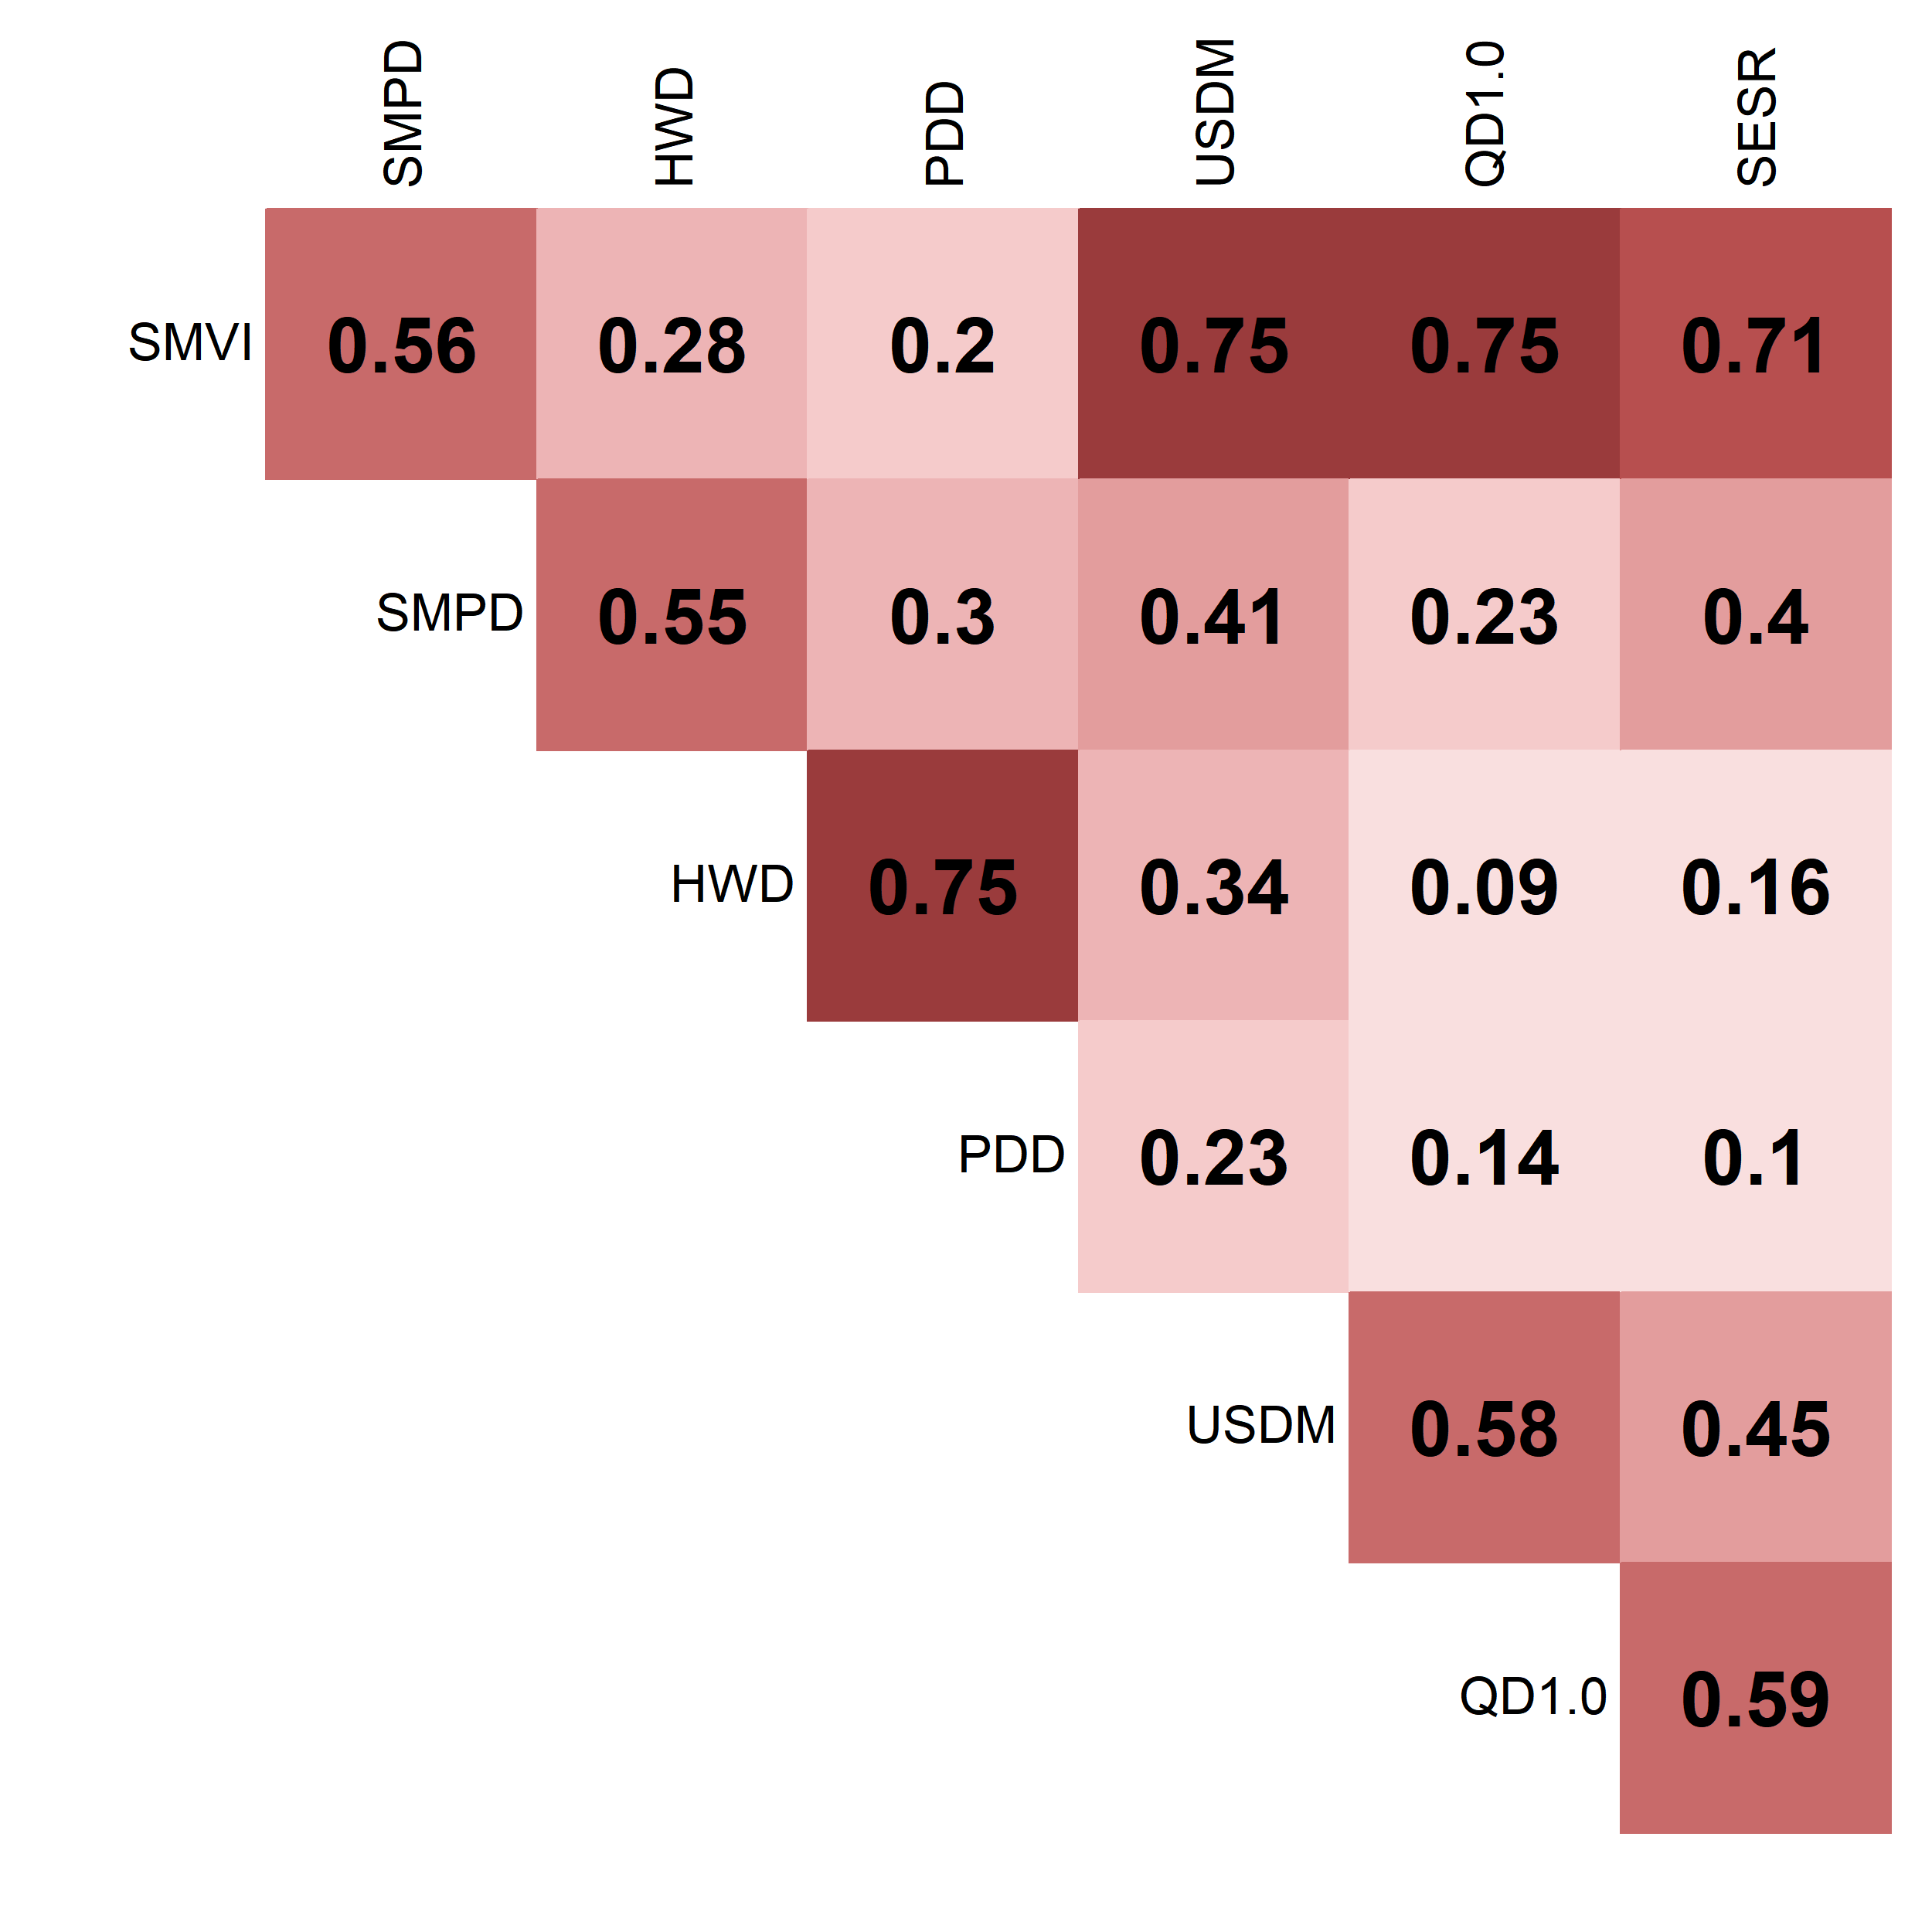 SMPD HWD PDD USDM QD1.0 SESR
SMVI 0.56 0.28 0.2 0.75 0.75 0.71
SMPD 0.55 0.3 0.41 0.23 0.4
HWD 0.75 0.34 0.09 0.16
PDD 0.23 0.14 0.1
USDM 0.58 0.45
QD1.0 0.59